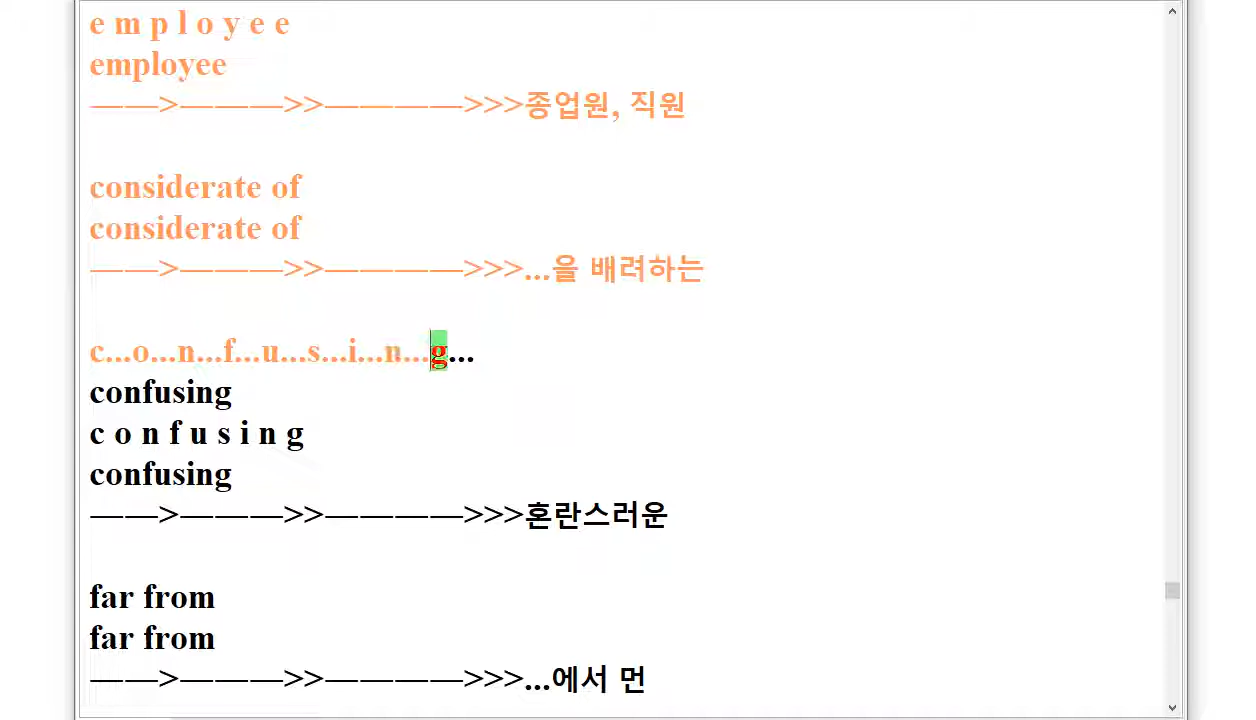 e m p l o y e e
employee
——>———>>————>>>종업원, 직원
considerate of
considerate of
——>———>>————>>>...을 배려하는
c...o...n...f...u...s...i...n...g...
confusing
c o n f u s i n g
confusing
——>———>>————>>>혼란스러운
far from
far from
——>———>>————>>>...에서 먼